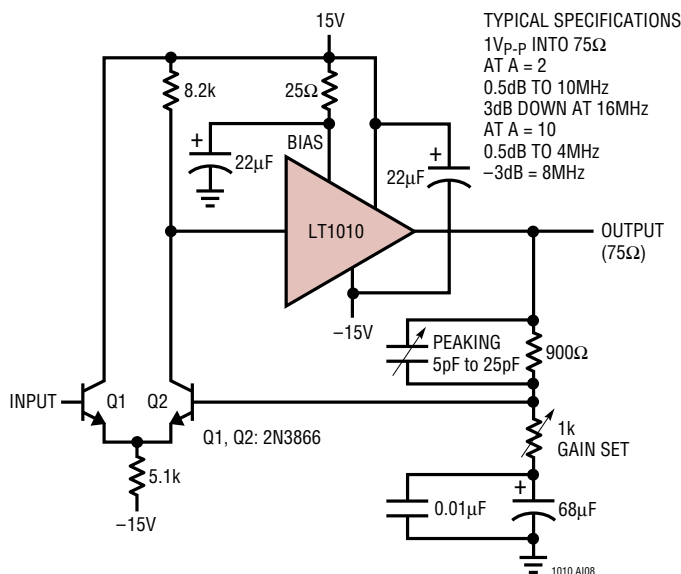 15V
8.2k
25Ω
BIAS
+
22µF
+
22µF
LT1010
–15V
TYPICAL SPECIFICATIONS
1VP-P INTO 75Ω
AT A = 2
0.5dB TO 10MHz
3dB DOWN AT 16MHz
AT A = 10
0.5dB TO 4MHz
–3dB = 8MHz
OUTPUT
(75Ω)
PEAKING
5pF to 25pF
900Ω
INPUT
Q1
Q2
Q1, Q2: 2N3866
5.1k
–15V
1k
GAIN SET
0.01µF
+
68µF
1010 AI08